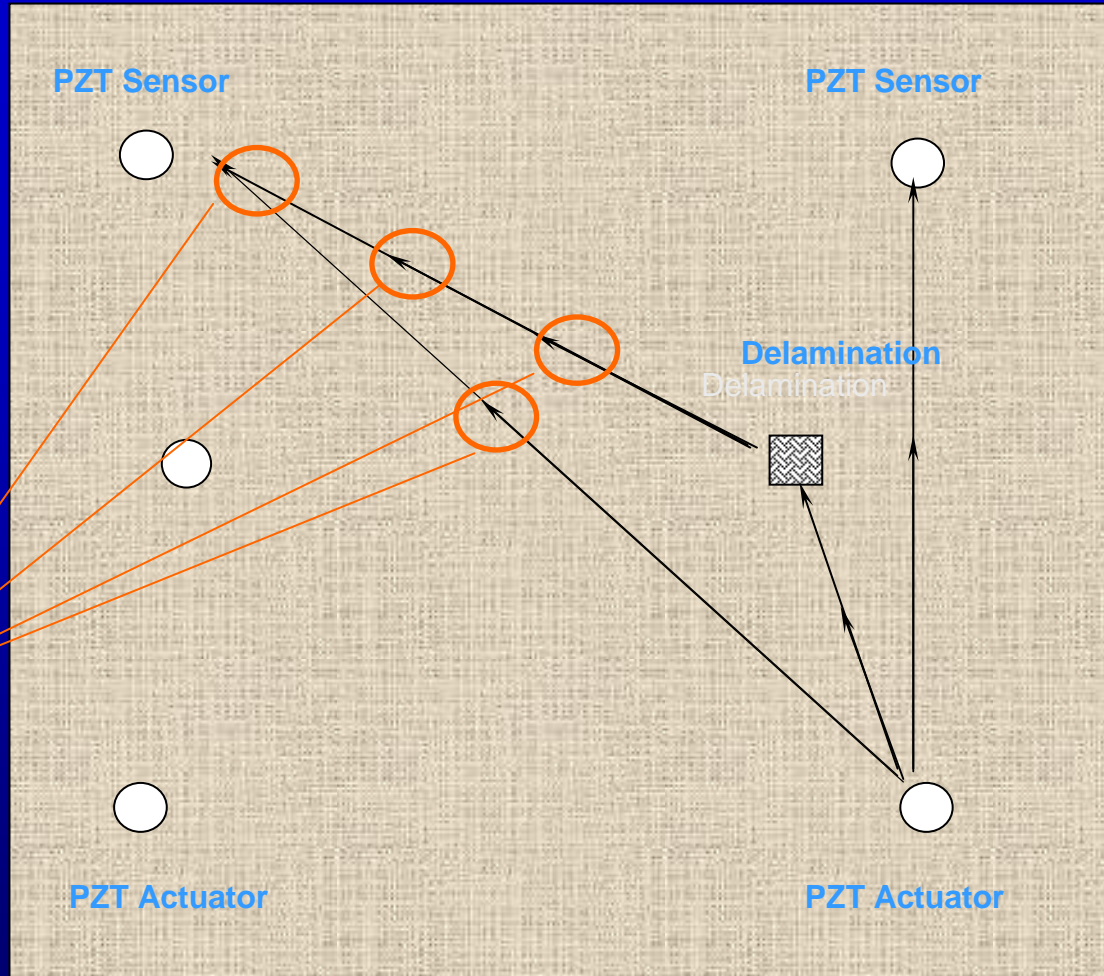 PZT Sensor
PZT Sensor
Delamination
Delamination
PZT Actuator
PZT Actuator